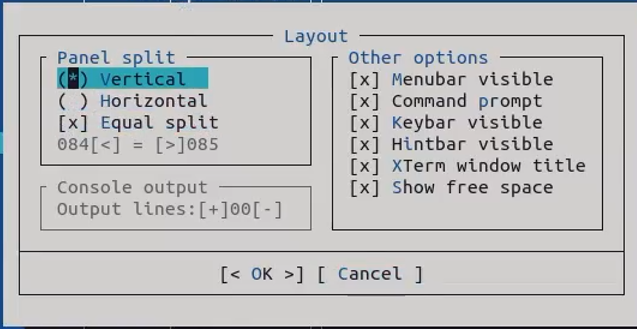 Layout
Panel split
(*) Vertical
( ) Horizontal
[x] Equal split
084[<] = [>]085
Console output
Output lines:[+]00[-]
Other options
[x] Menubar visible
[x] Command prompt
[x] Keybar visible
[x] Hintbar visible
[x] XTerm window title
[x] Show free space
[< OK >] [ Cancel ]